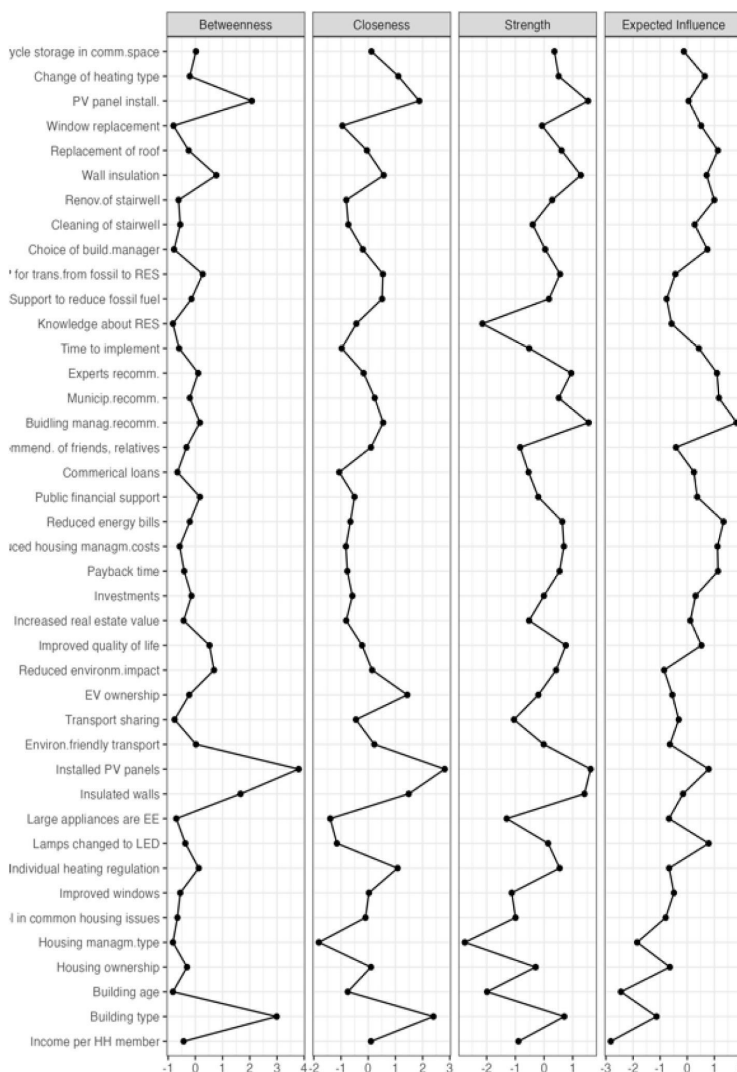 Betweenness Closeness Strength Expected Influence
ycle storage in comm.space
Change of heating type
PV panel install.
Window replacement
Replacement of roof
Wall insulation
Renov.of stairwell
Cleaning of stairwell
Choice of build.manager
for trans.from fossil to RES
Support to reduce fossil fuel
Knowledge about RES
Time to implement
Experts recomm.
Municip.recomm.
Buidling manag.recomm.
ommend. of friends, relatives
Commerical loans
Public financial support
Reduced energy bills
uced housing managm.costs
Payback time
Investments
Increased real estate value
Improved quality of life
Reduced environm.impact
EV ownership
Transport sharing
Environ.friendly transport
Installed PV panels
Insulated walls
Large appliances are EE
Lamps changed to LED
Individual heating regulation
Improved windows
l in common housing issues
Housing managm.type
Housing ownership
Building age
Building type
Income per HH member
-1 0 1 2 3 4 -2 -1 0 1 2 3 -2 -1 0 1 -3 -2 -1 0 1